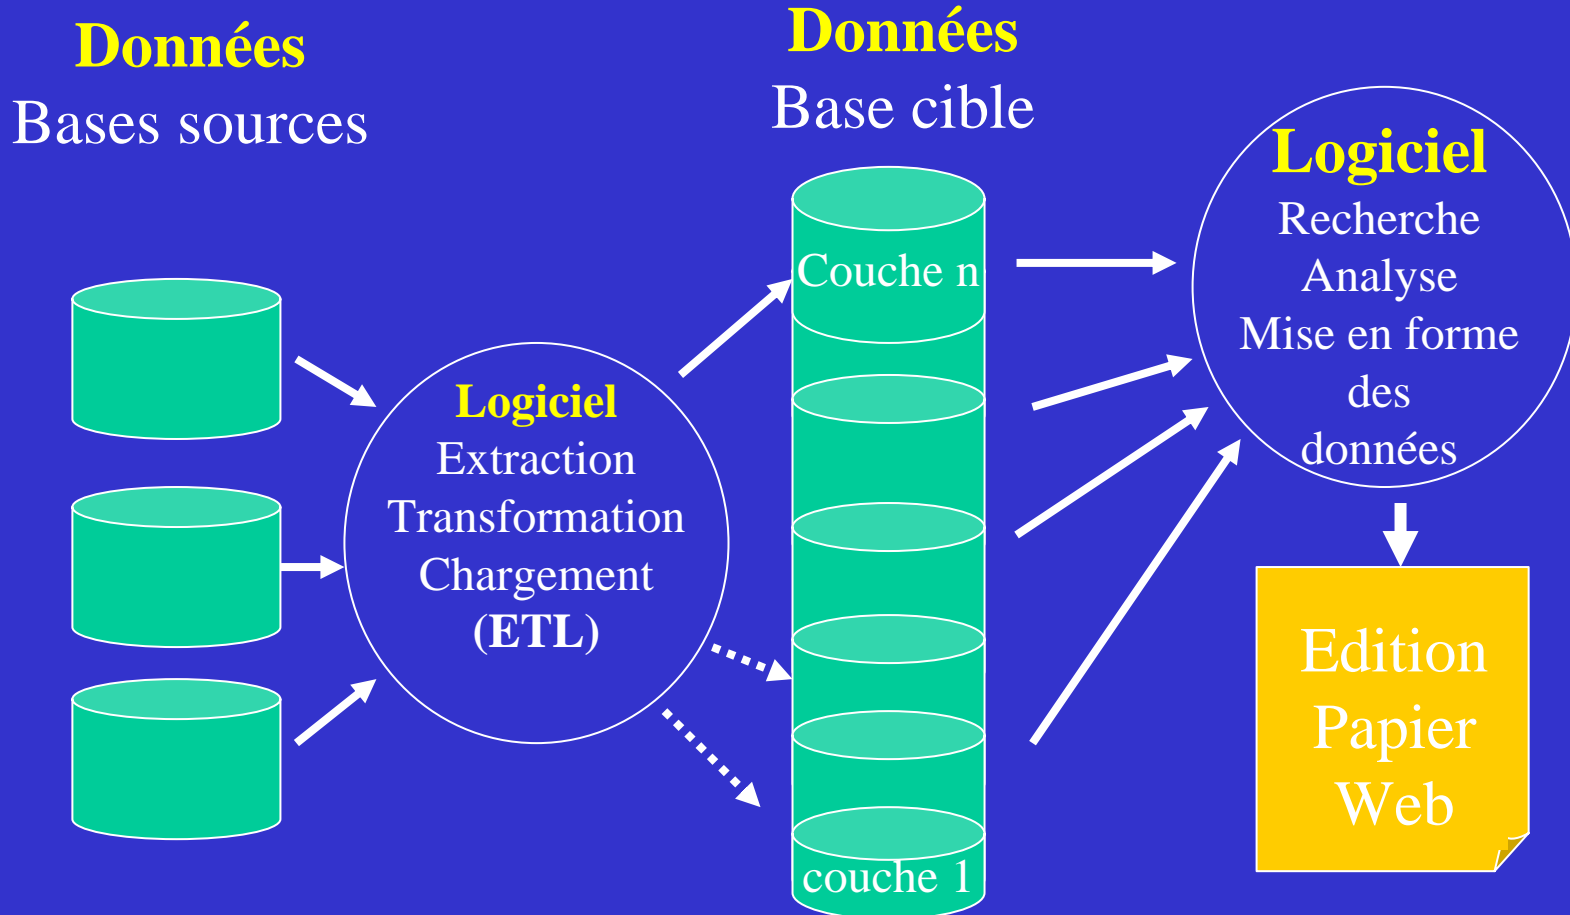 Données
Bases sources
Données
Base cible
Logiciel
Extraction
Transformation
Chargement
(ETL)
Couche n
couche 1
Logiciel
Recherche
Analyse
Mise en forme
des
données
Edition
Papier
Web